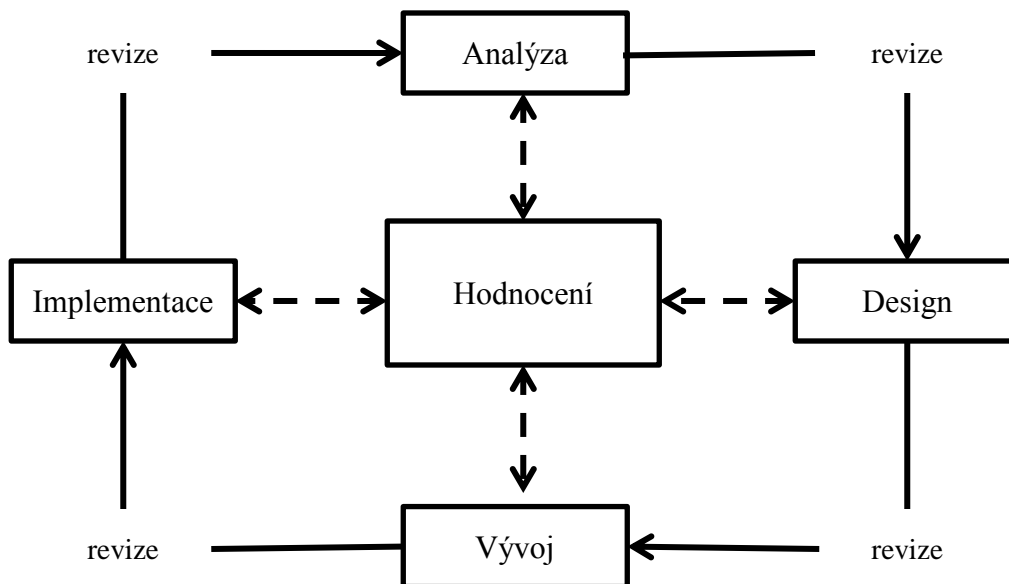 revize
Analýza
revize
Implementace
Hodnocení
Design
revize
Vývoj
revize